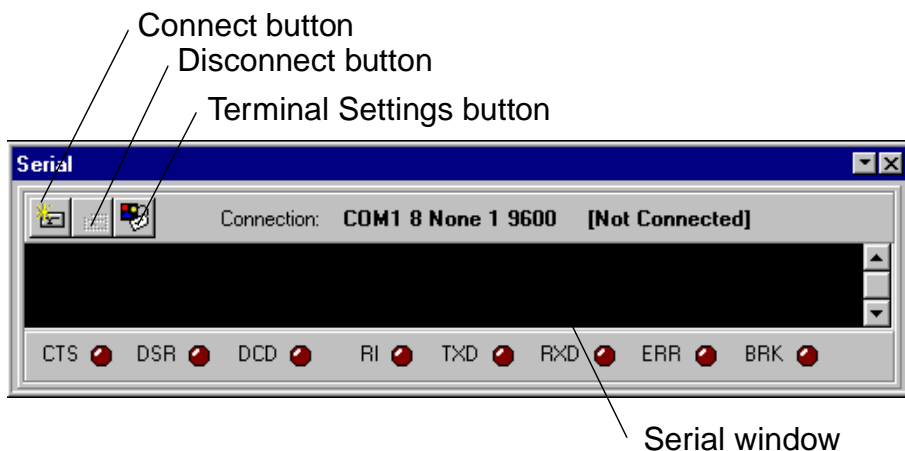 Connect button
Disconnect button
Terminal Settings button
Serial
Connection: COM1 8 None 1 9600 [Not Connected]
CTS DSR DCD RI TXD RXD ERR BRK
Serial window